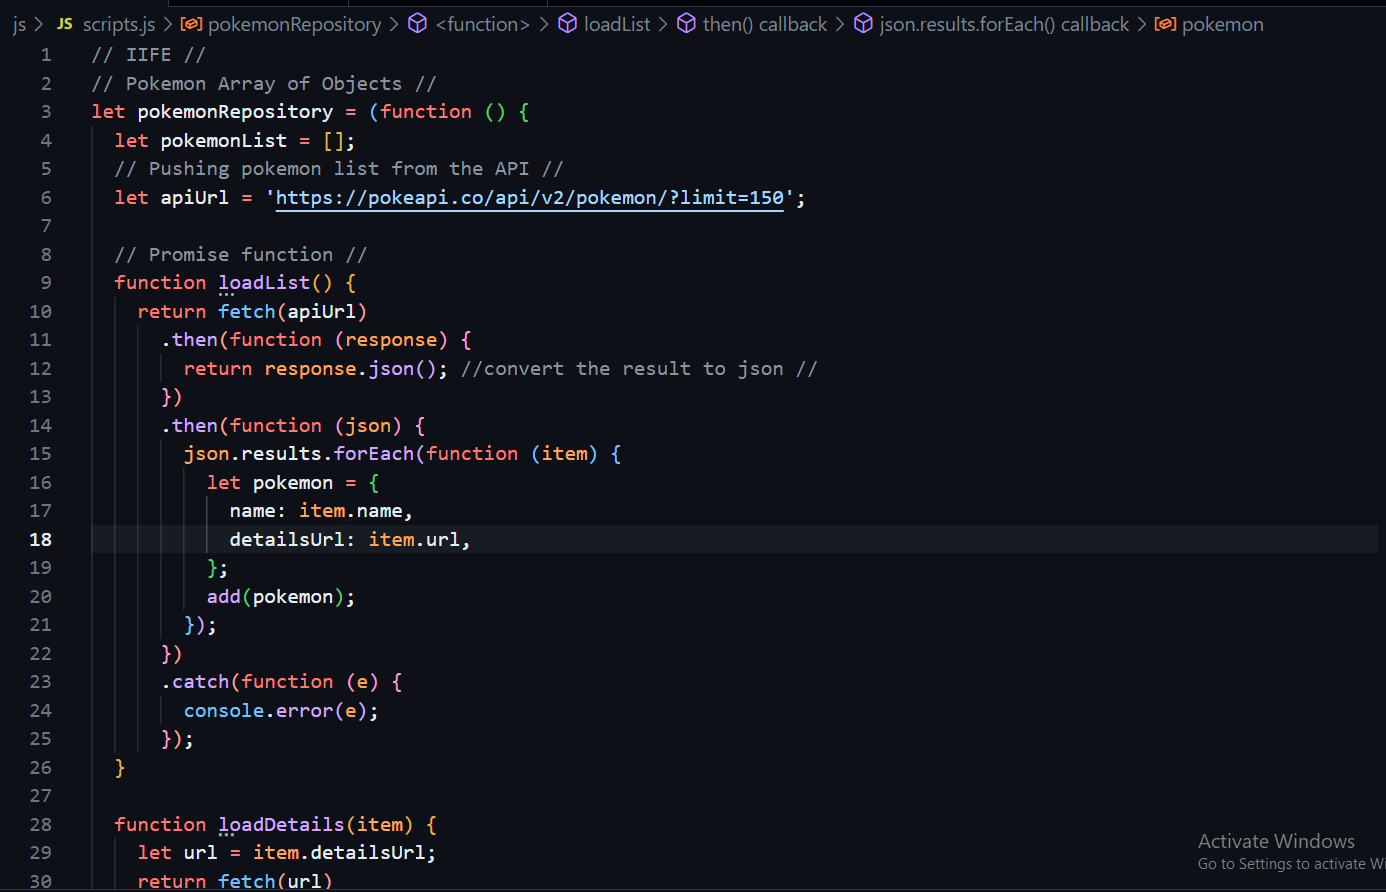 js > JS scripts.js > pokemonRepository > <function> > loadList > then() callback > json.results.forEach() callback > pokemon
1 // IIFE //
2 // Pokemon Array of Objects //
3 let pokemonRepository = (function () {
4 let pokemonList = [];
5 // Pushing pokemon list from the API //
6 let apiUrl = 'https://pokeapi.co/api/v2/pokemon/?limit=150';
7
8 // Promise function //
9 function loadList() {
10 return fetch(apiUrl)
11 .then(function (response) {
12 return response.json(); //convert the result to json //
13 })
14 .then(function (json) {
15 json.results.forEach(function (item) {
16 let pokemon = {
17 name: item.name,
18 detailsUrl: item.url,
19 };
20 add(pokemon);
21 });
22 })
23 .catch(function (e) {
24 console.error(e);
25 });
26 }
27
28 function loadDetails(item) {
29 let url = item.detailsUrl;
30 return fetch(url)
Activate Windows
Go to Settings to activate Wi